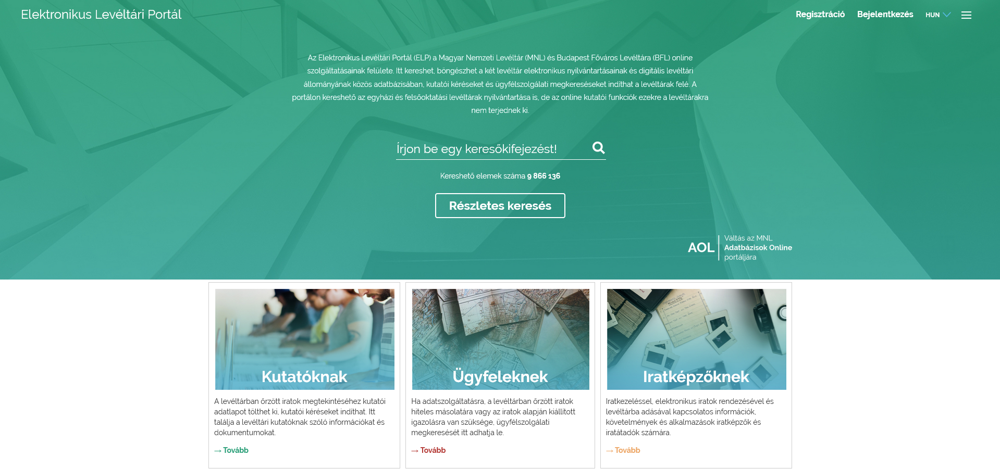 Elektronikus Levéltári Portál
Regisztráció
Bejelentkezés
HUN
Az Elektronikus Levéltári Portál (ELP) a Magyar Nemzeti Levéltár (MNL) és Budapest Főváros Levéltára (BFL) online
szolgáltatásainak felülete. Itt kereshet, böngészhet a két levéltár elektronikus nyilvántartásainak és digitális levéltári
állományának közös adatbázisában, kutatói kéréseket és ügyfélszolgálati megkereséseket indíthat a levéltárak felé. A
portálon kereshető az egyházi és felsőoktatási levéltárak nyilvántartása is, de az online kutatói funkciók ezekre a levéltárakra
nem terjednek ki.
Írjon be egy keresőkifejezést!
Kereshető elemek száma 9 866 136
Részletes keresés
AOL
Váltás az MNL
Adatbázisok Online
portáljára
Kutatóknak
A levéltárban őrzött iratok megtekintéséhez kutatói
adatlapot tölthet ki, kutatói kéréseket indíthat. Itt
találja a levéltári kutatóknak szóló információkat és
dokumentumokat.
→ Tovább
Ügyfeleknek
Ha adatszolgáltatásra, a levéltárban őrzött iratok
hiteles másolatára vagy az iratok alapján kiállított
igazolásra van szüksége, ügyfélszolgálati
megkeresését itt adhatja le.
→ Tovább
Iratképzőknek
Iratkezeléssel, elektronikus iratok rendezésével és
levéltárba adásával kapcsolatos információk,
követelmények és alkalmazások iratképzők és
iratátadók számára.
→ Tovább